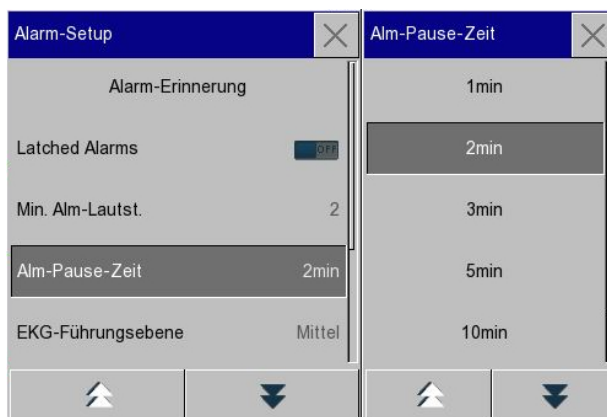 Alarm-Setup
Alarm-Erinnerung
Latched Alarms OFF
Min. Alm-Lautst. 2
Alm-Pause-Zeit 2min
EKG-Führungsebene Mittel
Alm-Pause-Zeit
1min
2min
3min
5min
10min